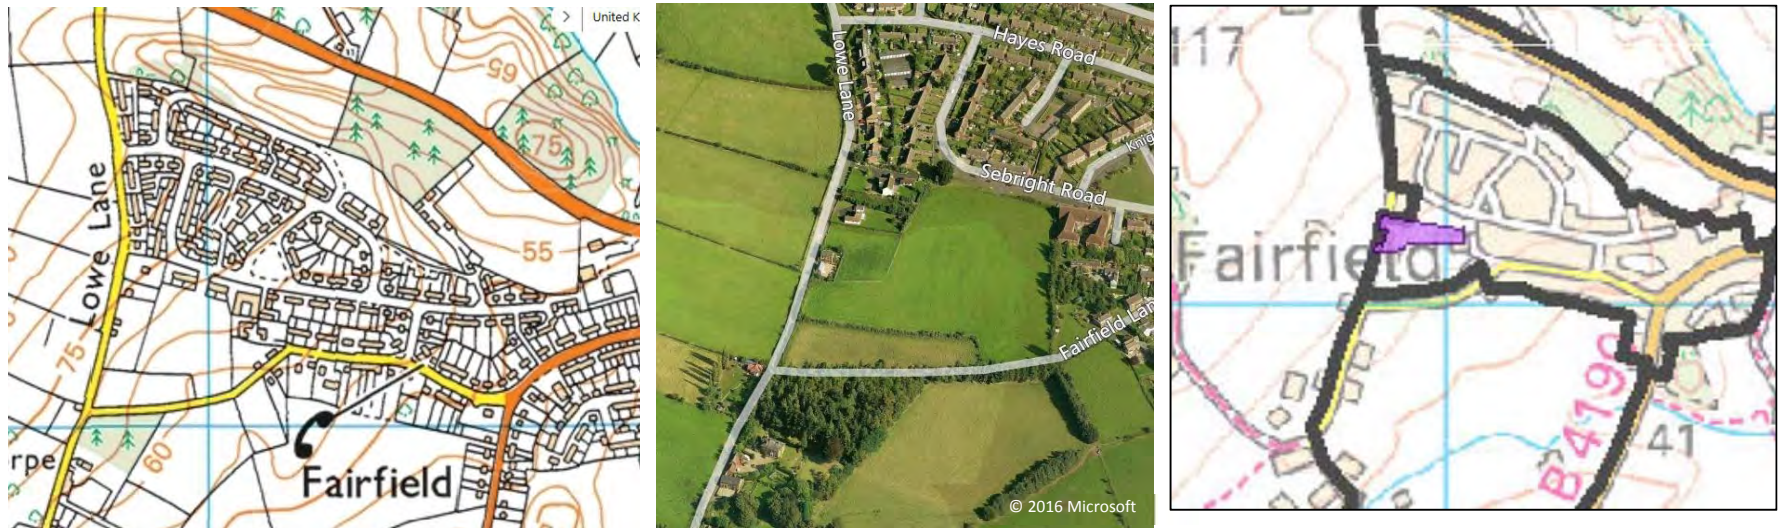 United K
65
75
Lowe Lane
55
75
60
rpe
Fairfield
Hayes Road
Lowe Lane
Knig
Sebright Road
Fairfield Lan
© 2016 Microsoft
117
F
Fairfield
B 4190
41